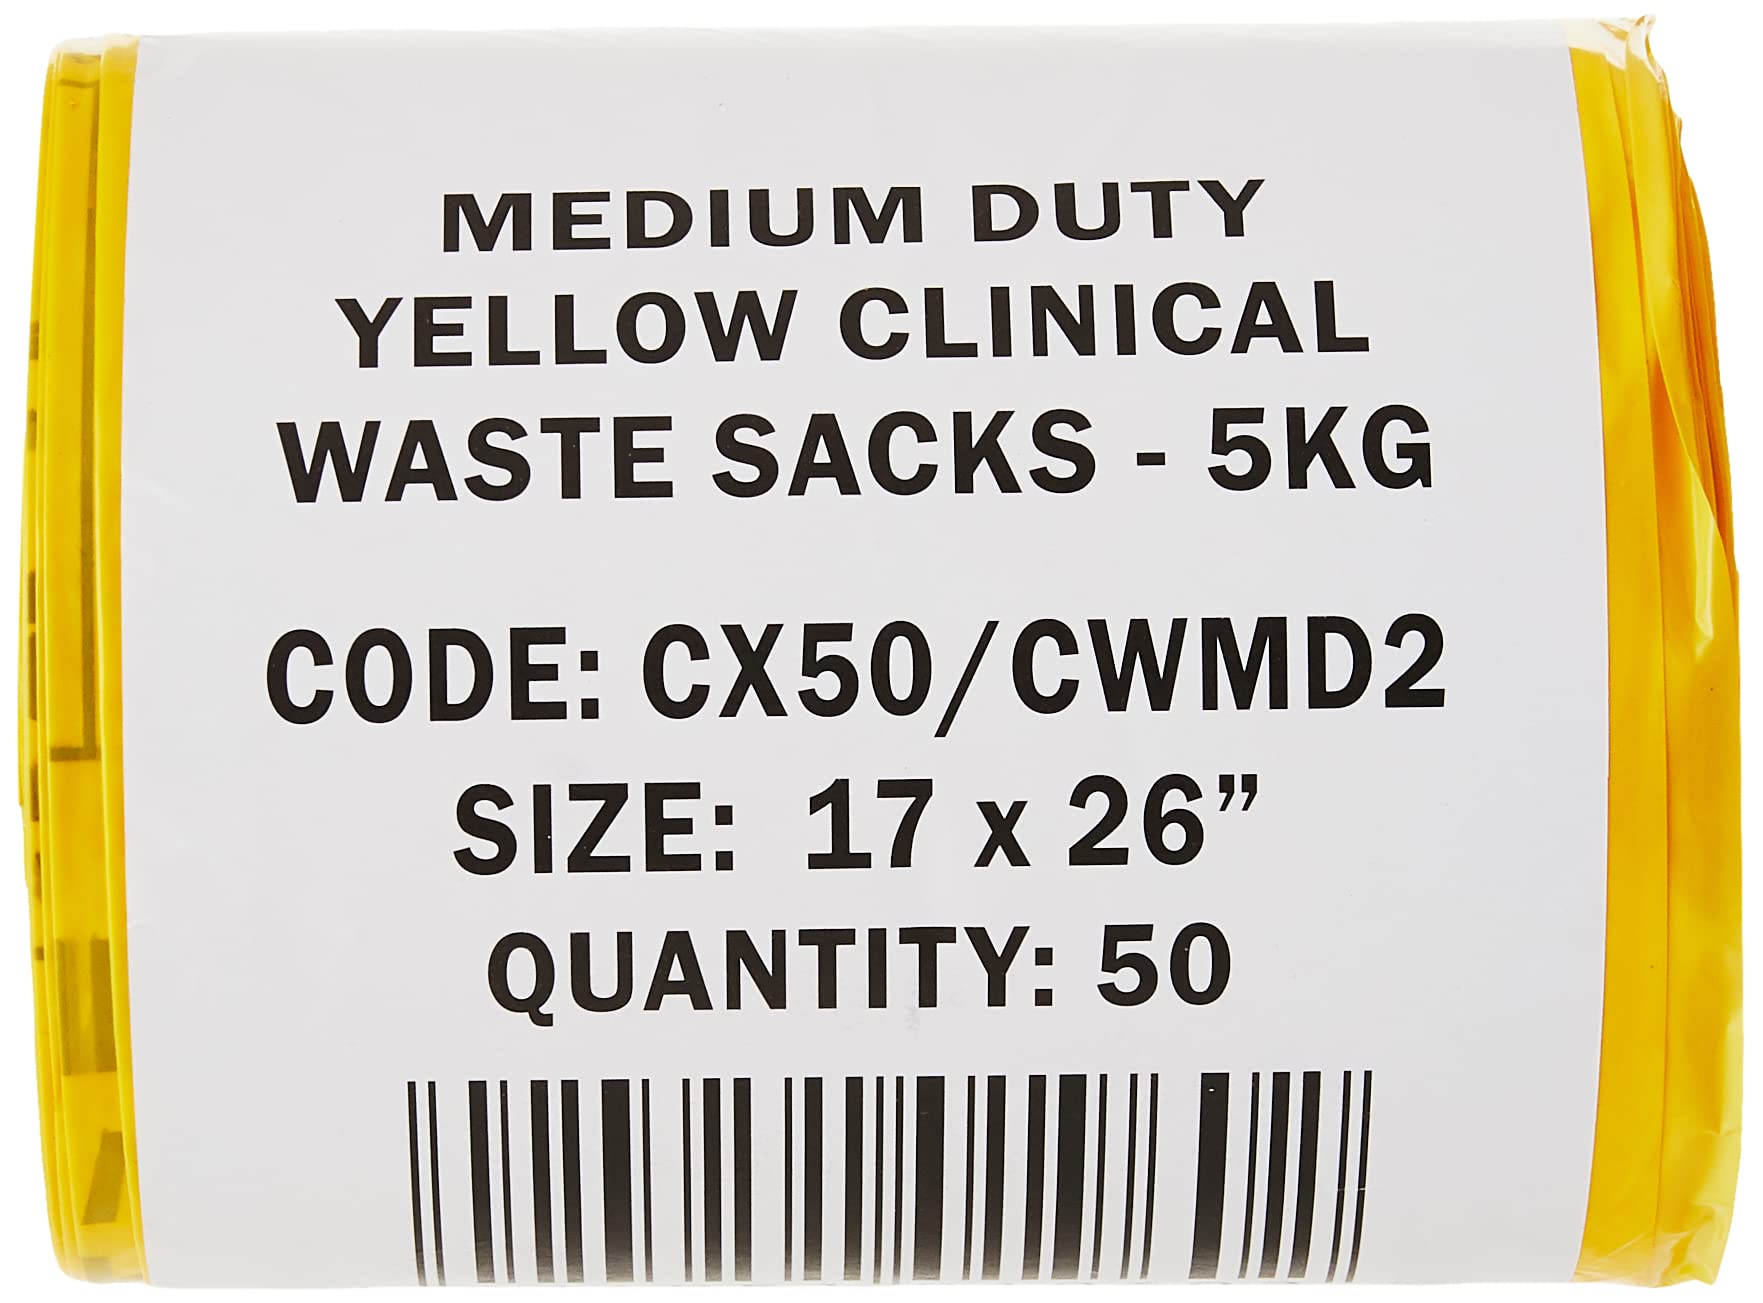 MEDIUM DUTY
YELLOW CLINICAL
WASTE SACKS - 5KG
CODE: CX50/CWMD2
SIZE: 17 x 26”
QUANTITY: 50